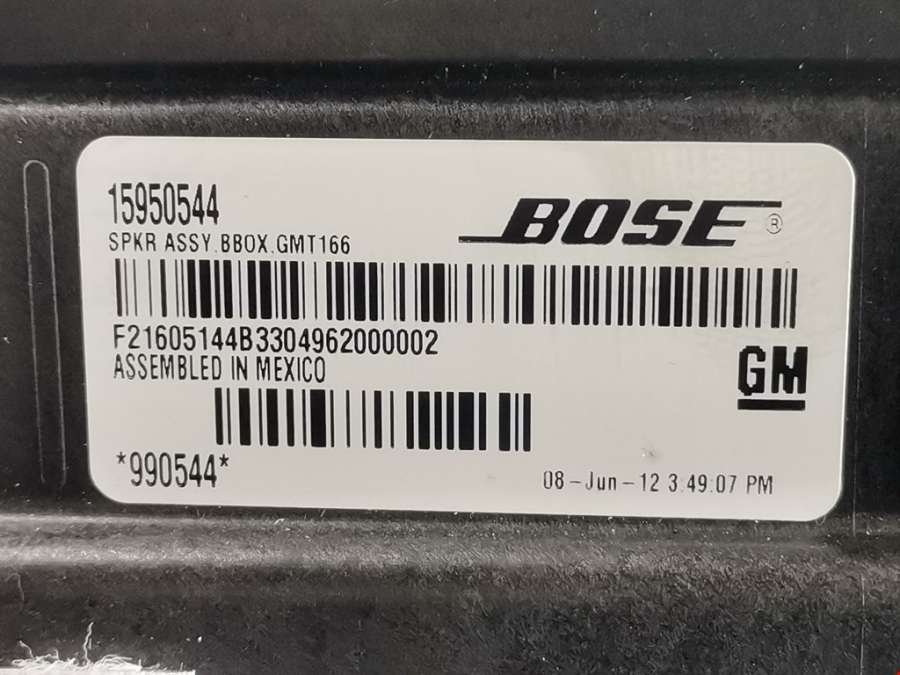 15950544
BOSE®
SPKR ASSY.BBOX.GMT166
F21605144B3304962000002
ASSEMBLED IN MEXICO
GM
*990544*
08-Jun-12 3:49:07 PM